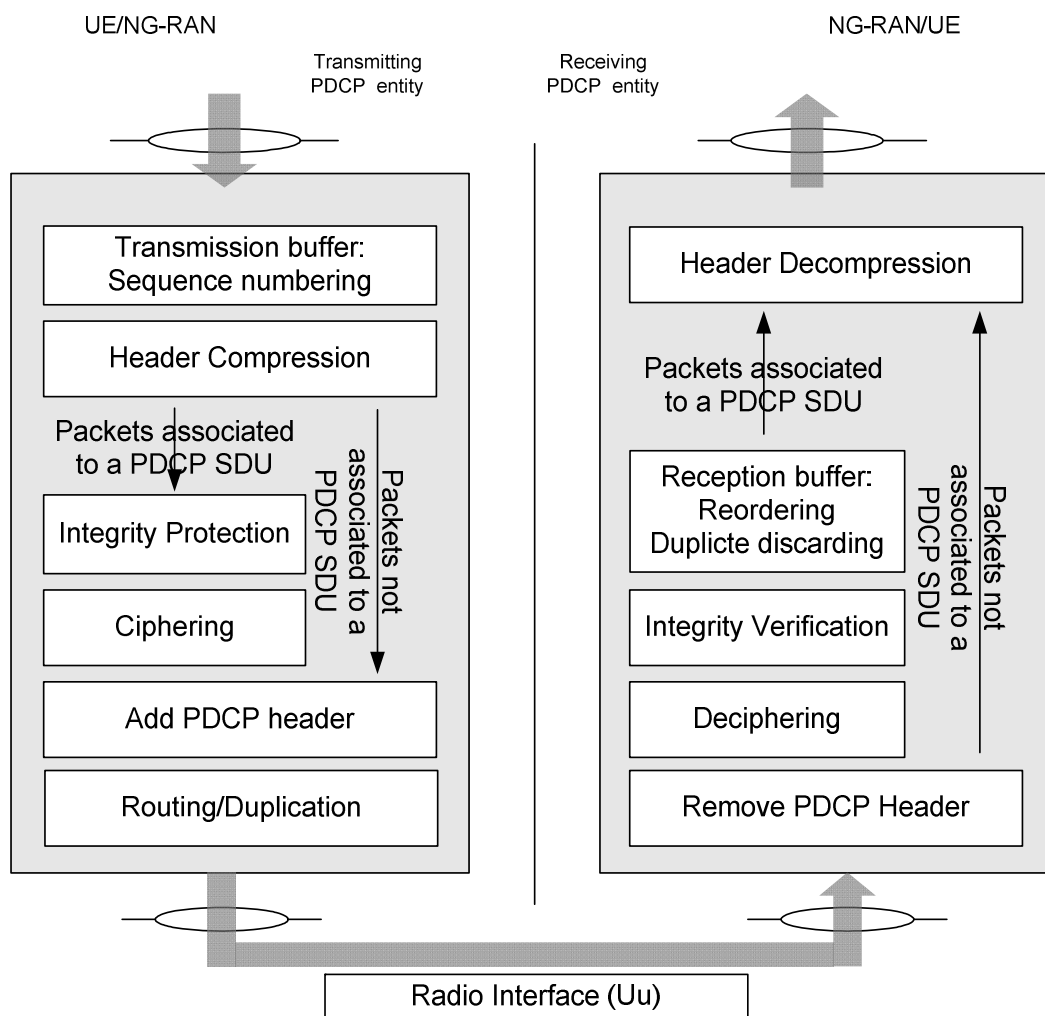 UE/NG-RAN
NG-RAN/UE
Transmitting
PDCP entity
Receiving
PDCP entity
Transmission buffer:
Sequence numbering
Header Compression
Packets associated
to a PDCP SDU
Packets not
associated to a
PDCP SDU
Integrity Protection
Ciphering
Add PDCP header
Routing/Duplication
Header Decompression
Packets associated
to a PDCP SDU
Reception buffer:
Reordering
Duplicte discarding
Packets not
associated to a
PDCP SDU
Integrity Verification
Deciphering
Remove PDCP Header
Radio Interface (Uu)